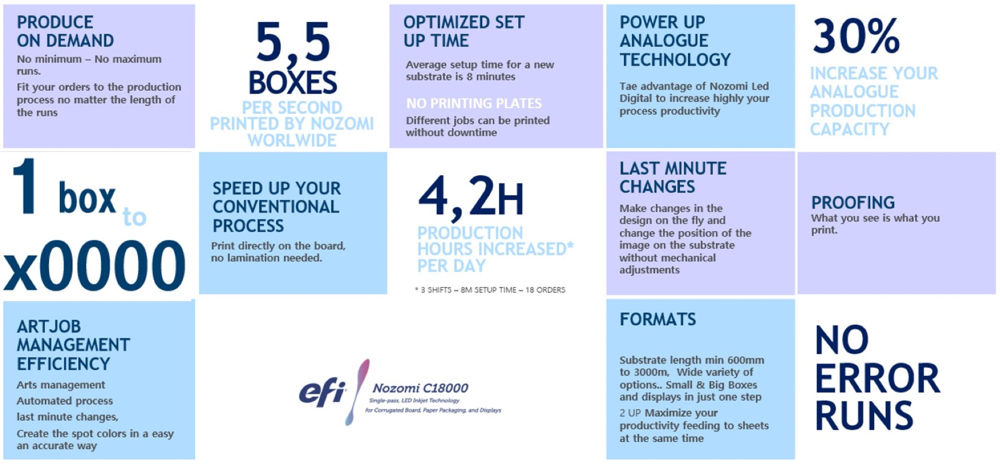 PRODUCE
ON DEMAND
No minimum – No maximum
runs.
Fit your orders to the production
process no matter the length of
the runs
5,5
BOXES
PER SECOND
PRINTED BY NOZOMI
WORLWIDE
OPTIMIZED SET
UP TIME
Average setup time for a new
substrate is 8 minutes
NO PRINTING PLATES
Different jobs can be printed
without downtime
POWER UP
ANALOGUE
TECHNOLOGY
Tae advantage of Nozomi Led
Digital to increase highly your
process productivity
30%
INCREASE YOUR
ANALOGUE
PRODUCTION
CAPACITY
1 box to
x0000
SPEED UP YOUR
CONVENTIONAL
PROCESS
Print directly on the board,
no lamination needed.
4,2H
PRODUCTION
HOURS INCREASED*
PER DAY
* 3 SHIFTS – 8M SETUP TIME – 18 ORDERS
LAST MINUTE
CHANGES
Make changes in the
design on the fly and
change the position of the
image on the substrate
without mechanical
adjustments
PROOFING
What you see is what you
print.
ARTJOB
MANAGEMENT
EFFICIENCY
Arts management
Automated process
last minute changes,
Create the spot colors in a easy
an accurate way
efi
Nozomi C18000
Single-pass, LED Inkjet Technology
for Corrugated Board, Paper Packaging, and Displays
FORMATS
Substrate length min 600mm
to 3000m, Wide variety of
options.. Small & Big Boxes
and displays in just one step
2 UP Maximize your
productivity feeding to sheets
at the same time
NO
ERROR
RUNS